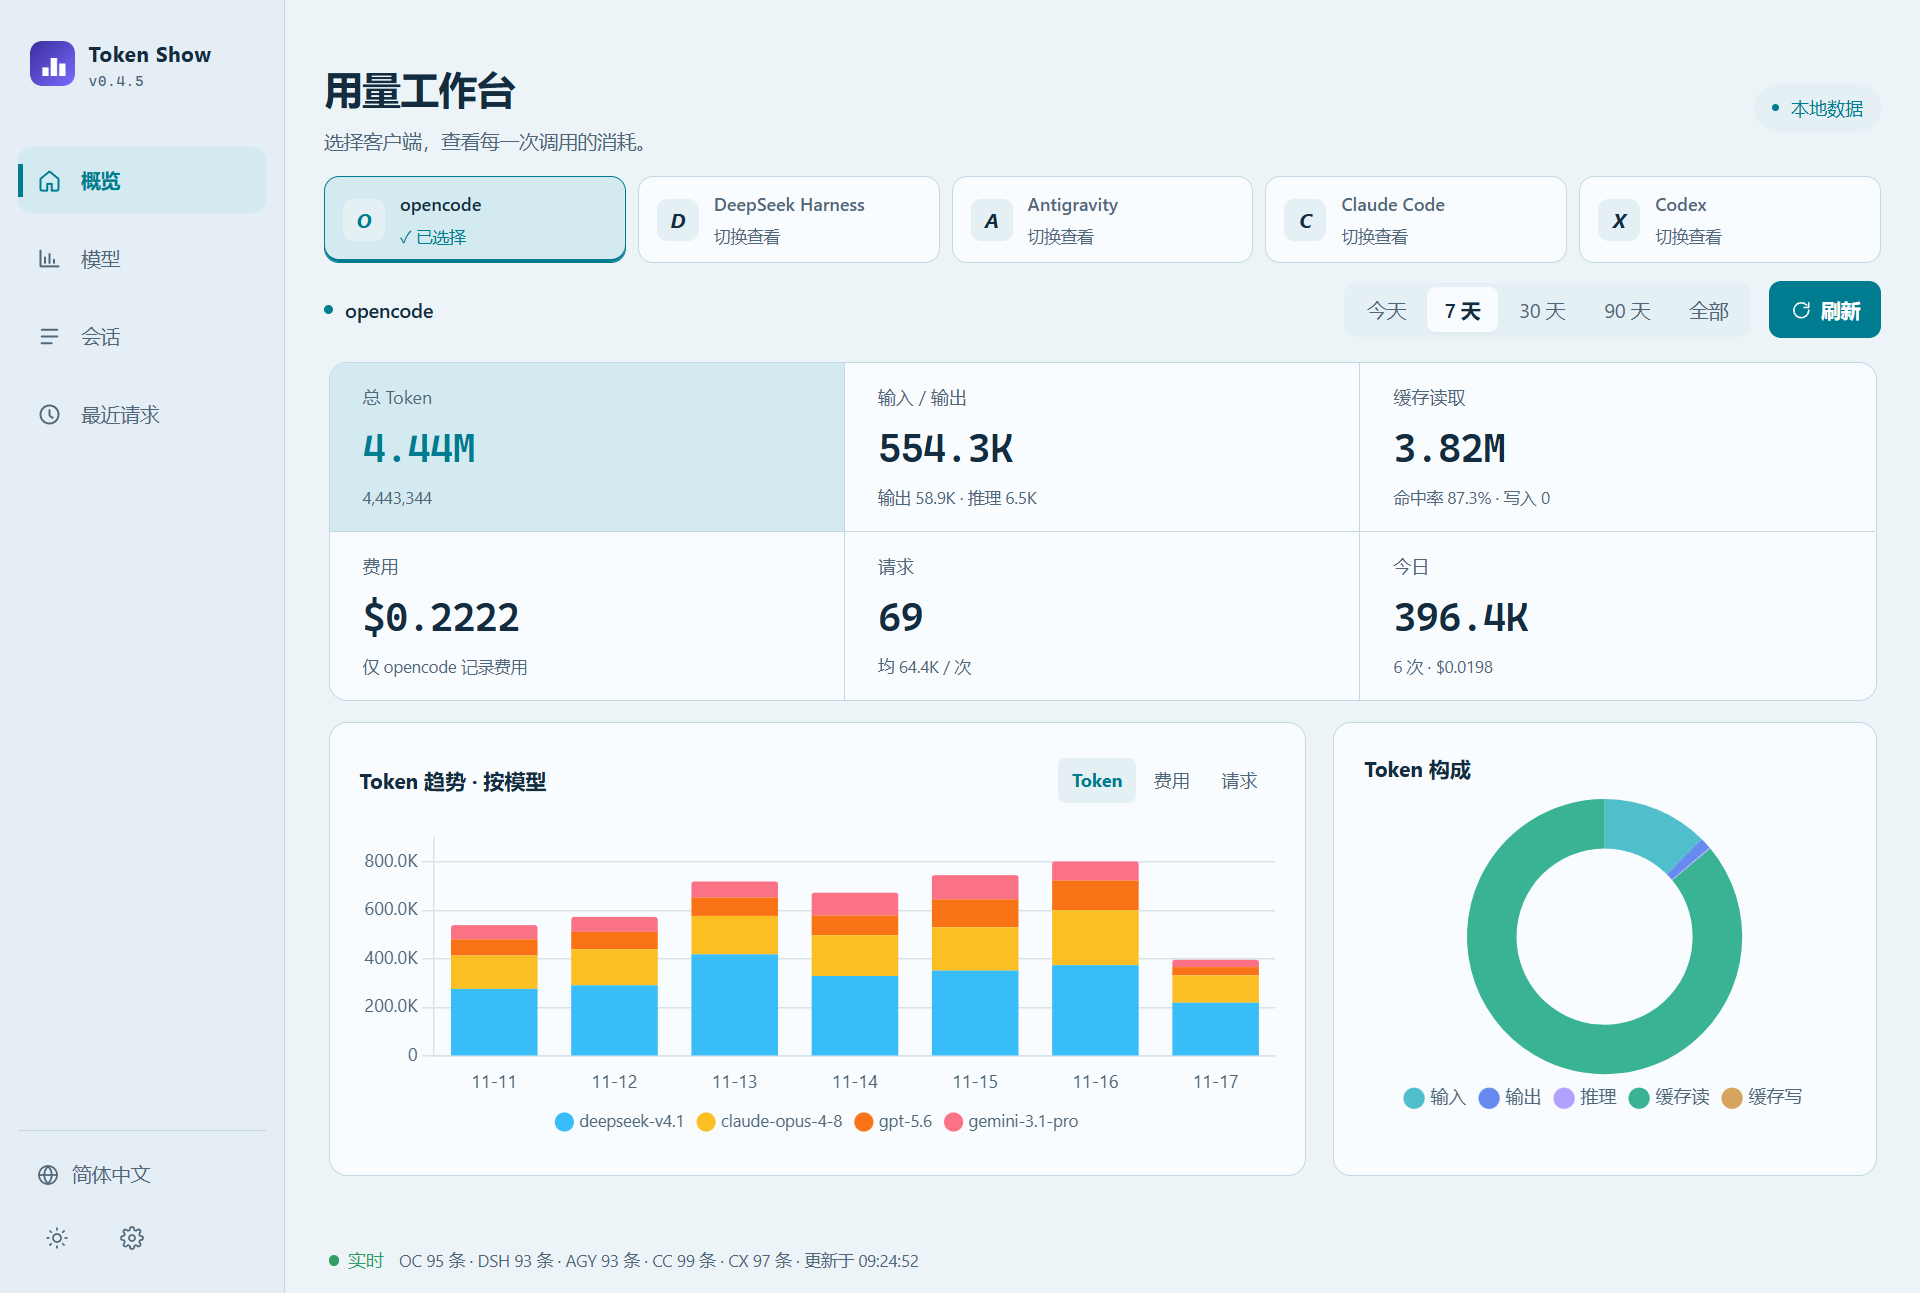 Token Show
v0.4.5
概览
模型
会话
最近请求
简体中文
用量工作台
选择客户端，查看每一次调用的消耗。
本地数据
O
opencode
✓ 已选择
D
DeepSeek Harness
切换查看
A
Antigravity
切换查看
C
Claude Code
切换查看
X
Codex
切换查看
opencode
今天
7 天
30 天
90 天
全部
刷新
总 Token
4.44M
4,443,344
输入 / 输出
554.3K
输出 58.9K · 推理 6.5K
缓存读取
3.82M
命中率 87.3% · 写入 0
费用
$0.2222
仅 opencode 记录费用
请求
69
均 64.4K / 次
今日
396.4K
6 次 · $0.0198
Token 趋势 · 按模型
Token
费用
请求
800.0K
600.0K
400.0K
200.0K
0
11-11
11-12
11-13
11-14
11-15
11-16
11-17
deepseek-v4.1
claude-opus-4-8
gpt-5.6
gemini-3.1-pro
Token 构成
输入
输出
推理
缓存读
缓存写
实时
OC 95 条 · DSH 93 条 · AGY 93 条 · CC 99 条 · CX 97 条 · 更新于 09:24:52